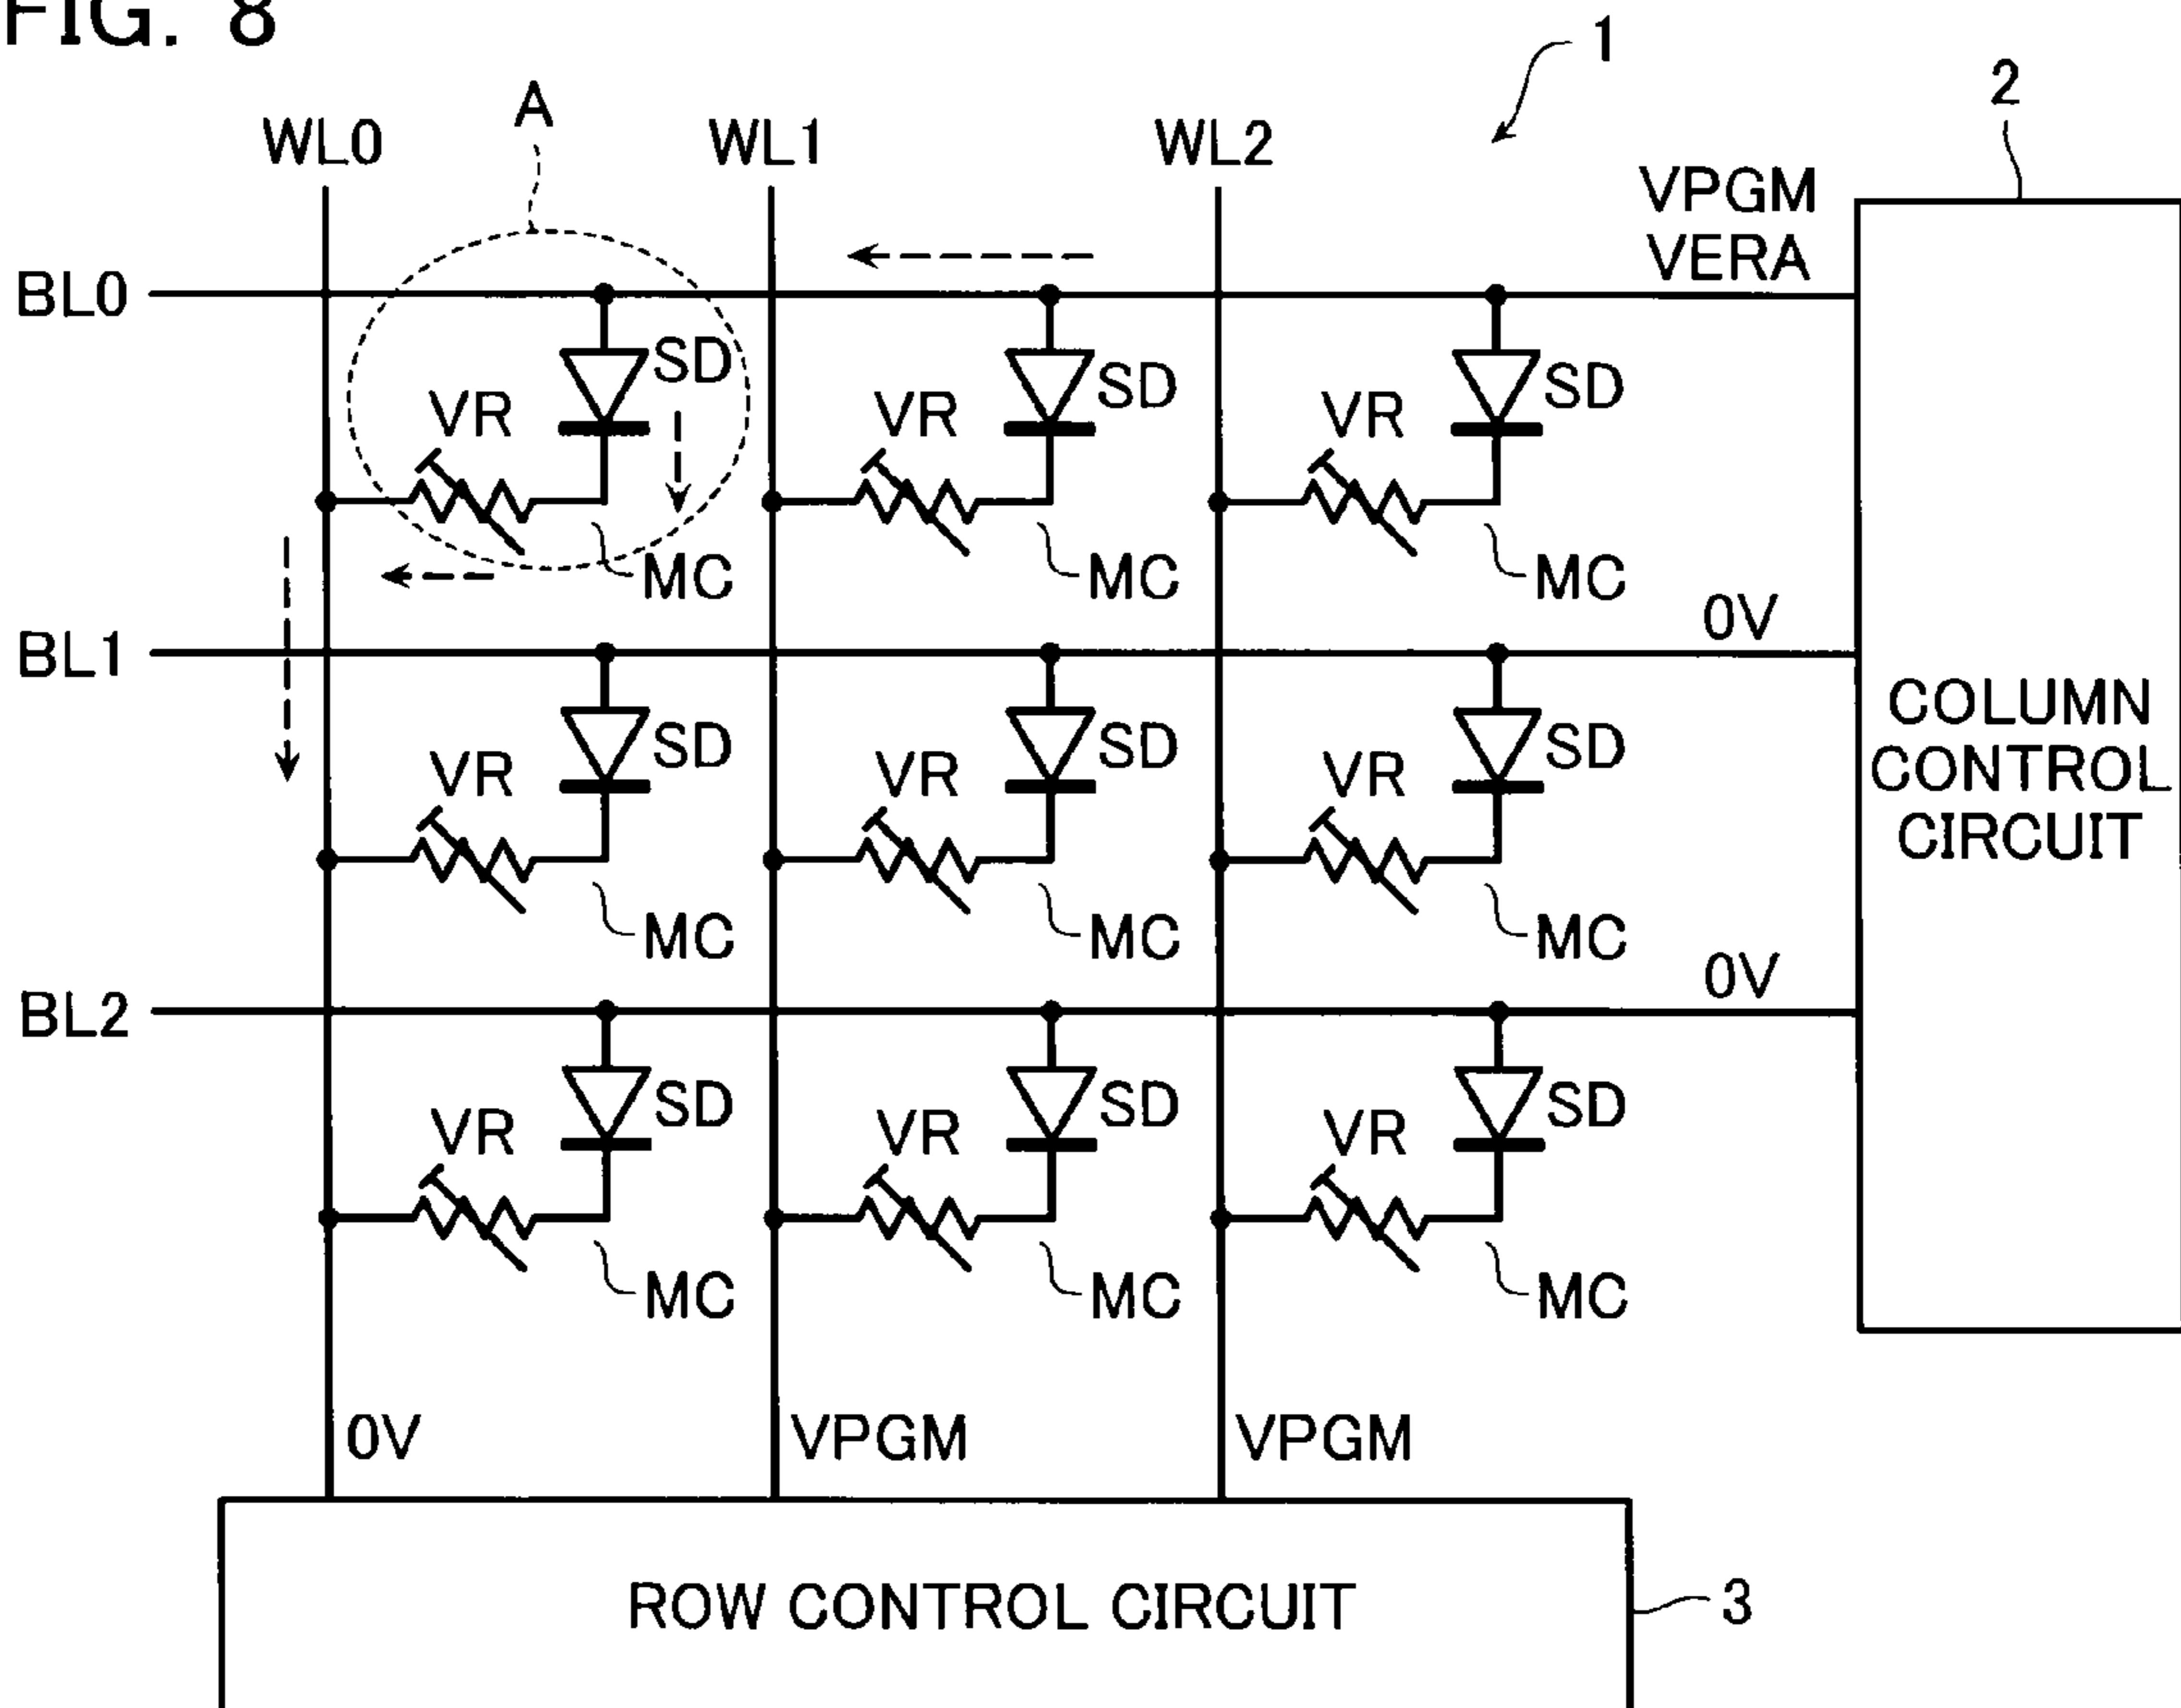 FIG. 8
1
2
A
WL0 WL1 WL2
VPGM
VERA
BL0
SD SD SD
VR VR VR
MC MC MC
0V
BL1
COLUMN
CONTROL
CIRCUIT
SD SD SD
VR VR VR
MC MC MC
0V
BL2
SD SD SD
VR VR VR
MC MC MC
0V VPGM VPGM
ROW CONTROL CIRCUIT
3